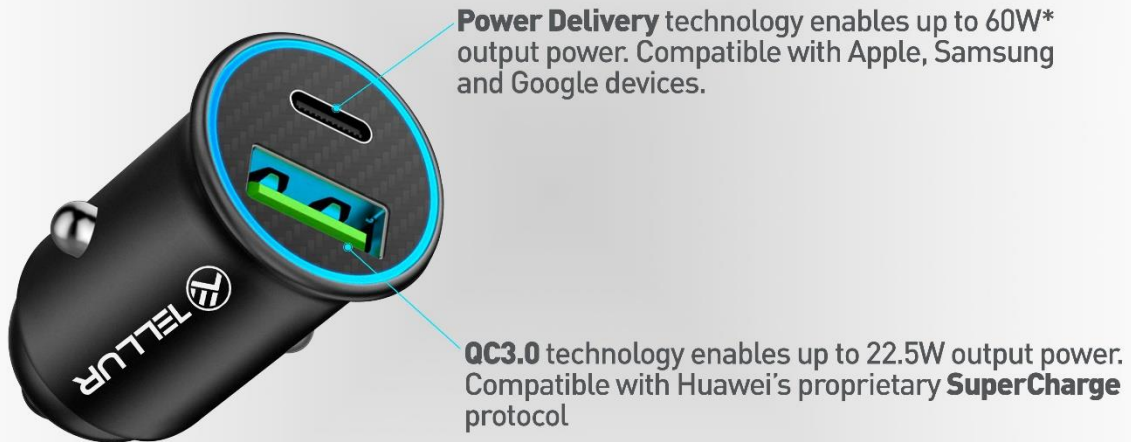 Power Delivery technology enables up to 60W*
output power. Compatible with Apple, Samsung
and Google devices.
TELLUR
QC3.0 technology enables up to 22.5W output power.
Compatible with Huawei's proprietary SuperCharge
protocol